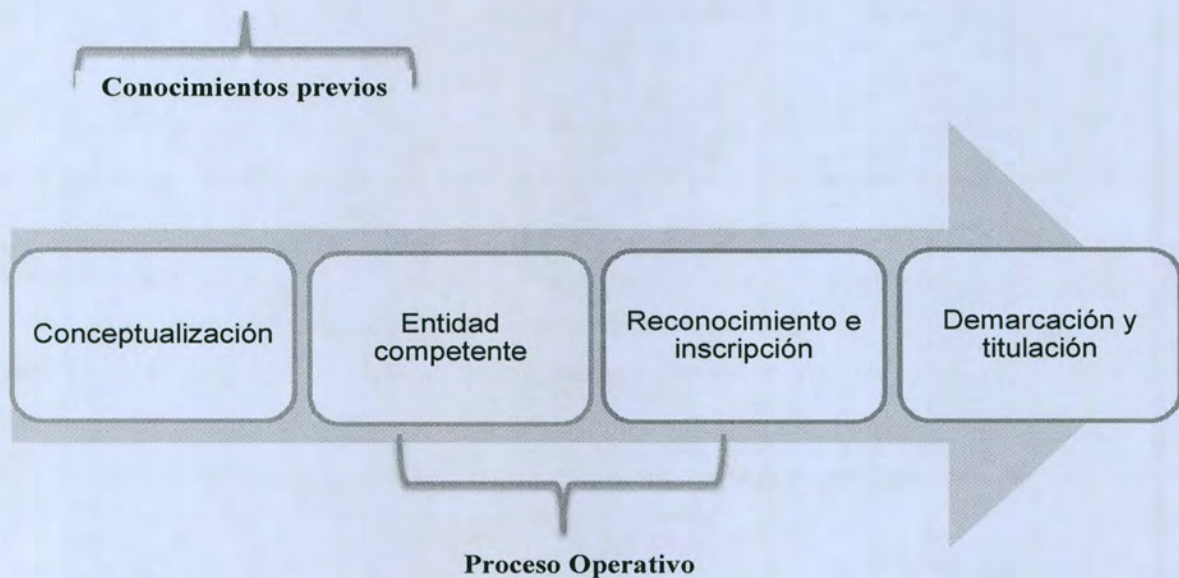 Conocimientos previos
Conceptualización
Entidad
competente
Reconocimiento e
inscripción
Demarcación y
titulación
Proceso Operativo